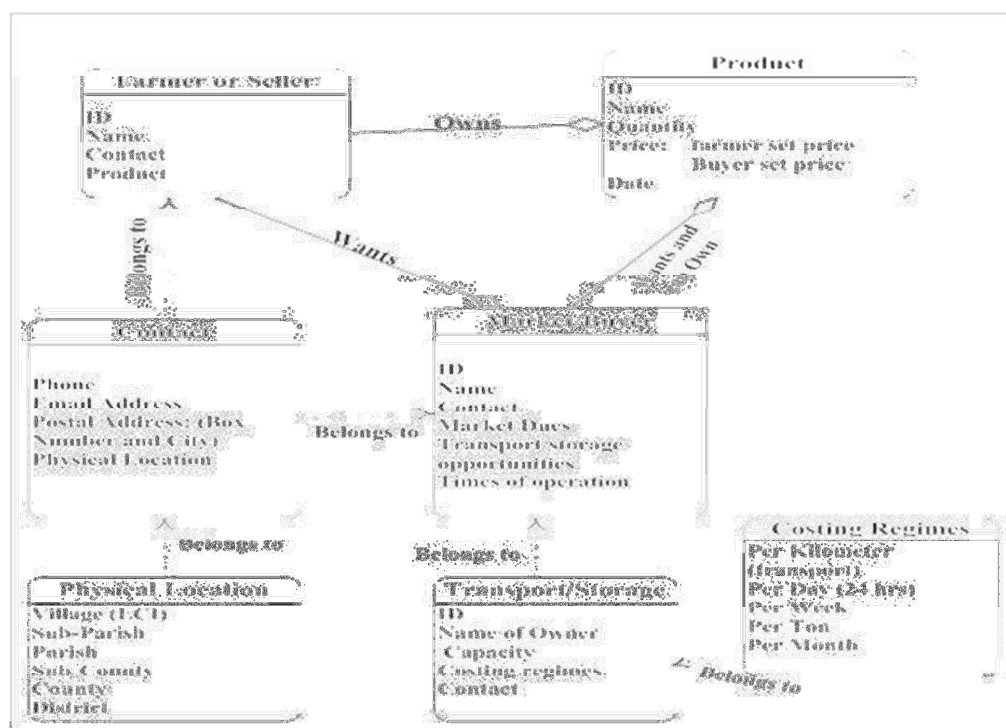 Farmer or Seller
ID
Name
Contact
Product
Owns
Product
ID
Name
Quantity
Price: farmer set price
Buyer set price
Date
Belongs to
Wants
Wants and
Own
Contact
Phone
Email Address
Postal Address: (Box
Number and City)
Physical Location
Belongs to
Market/Buyer
ID
Name
Contact
Market Dues
Transport storage
opportunities
Times of operation
Belongs to
Physical Location
Village (LC1)
Sub-Parish
Parish
Sub County
County
District
Belongs to
Transport/Storage
ID
Name of Owner
Capacity
Costing regimes
Contact
Belongs to
Costing Regimes
Per Kilometer
(transport)
Per Day (24 hrs)
Per Week
Per Ton
Per Month